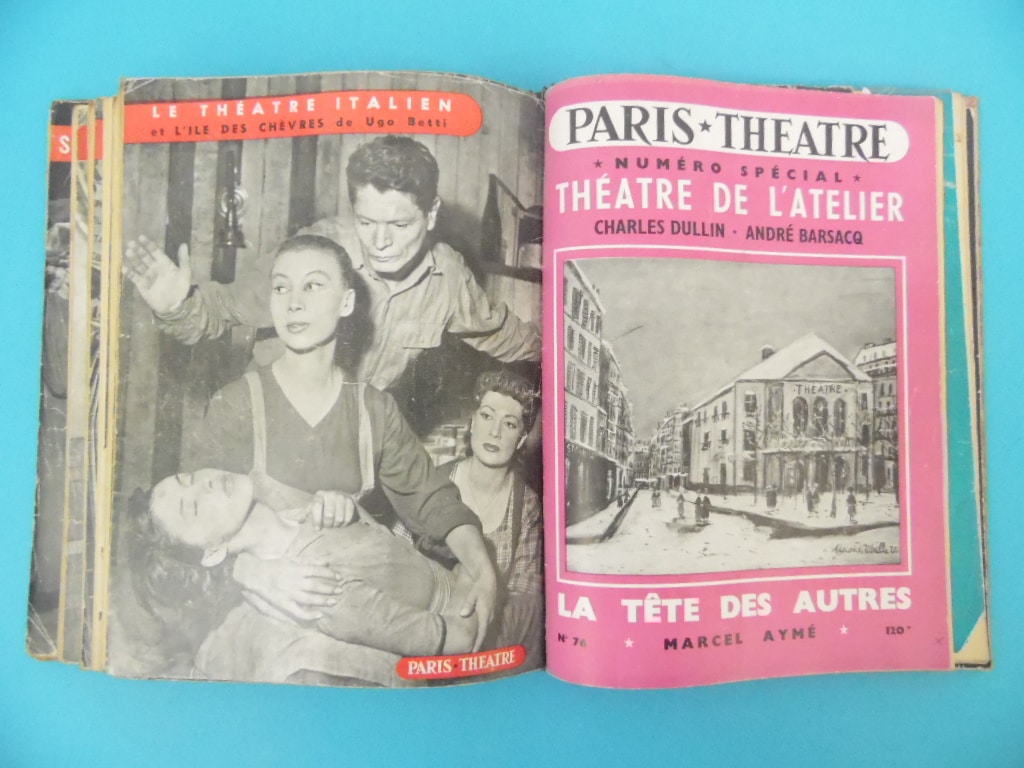 S
LE THÉATRE ITALIEN
et L'ILE DES CHÈVRES de Ugo Betti
PARIS·THEATRE
PARIS★THEATRE
★ NUMÉRO SPÉCIAL ★
THÉATRE DE L'ATELIER
CHARLES DULLIN · ANDRÉ BARSACQ
THEATRE
LA TÊTE DES AUTRES
N° 76 ★ MARCEL AYMÉ ★ 120 F